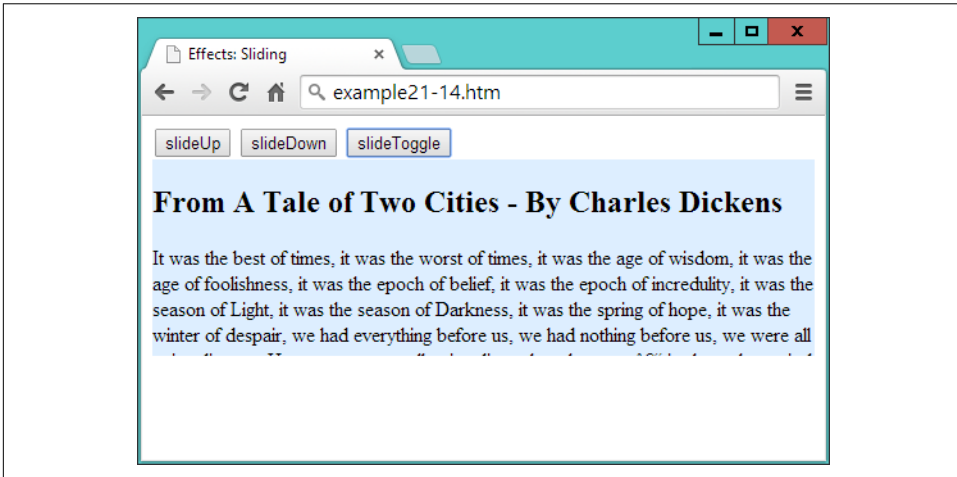 Effects: Sliding
example21-14.htm
slideUp slideDown slideToggle
From A Tale of Two Cities - By Charles Dickens
It was the best of times, it was the worst of times, it was the age of wisdom, it was the
age of foolishness, it was the epoch of belief, it was the epoch of incredulity, it was the
season of Light, it was the season of Darkness, it was the spring of hope, it was the
winter of despair, we had everything before us, we had nothing before us, we were all